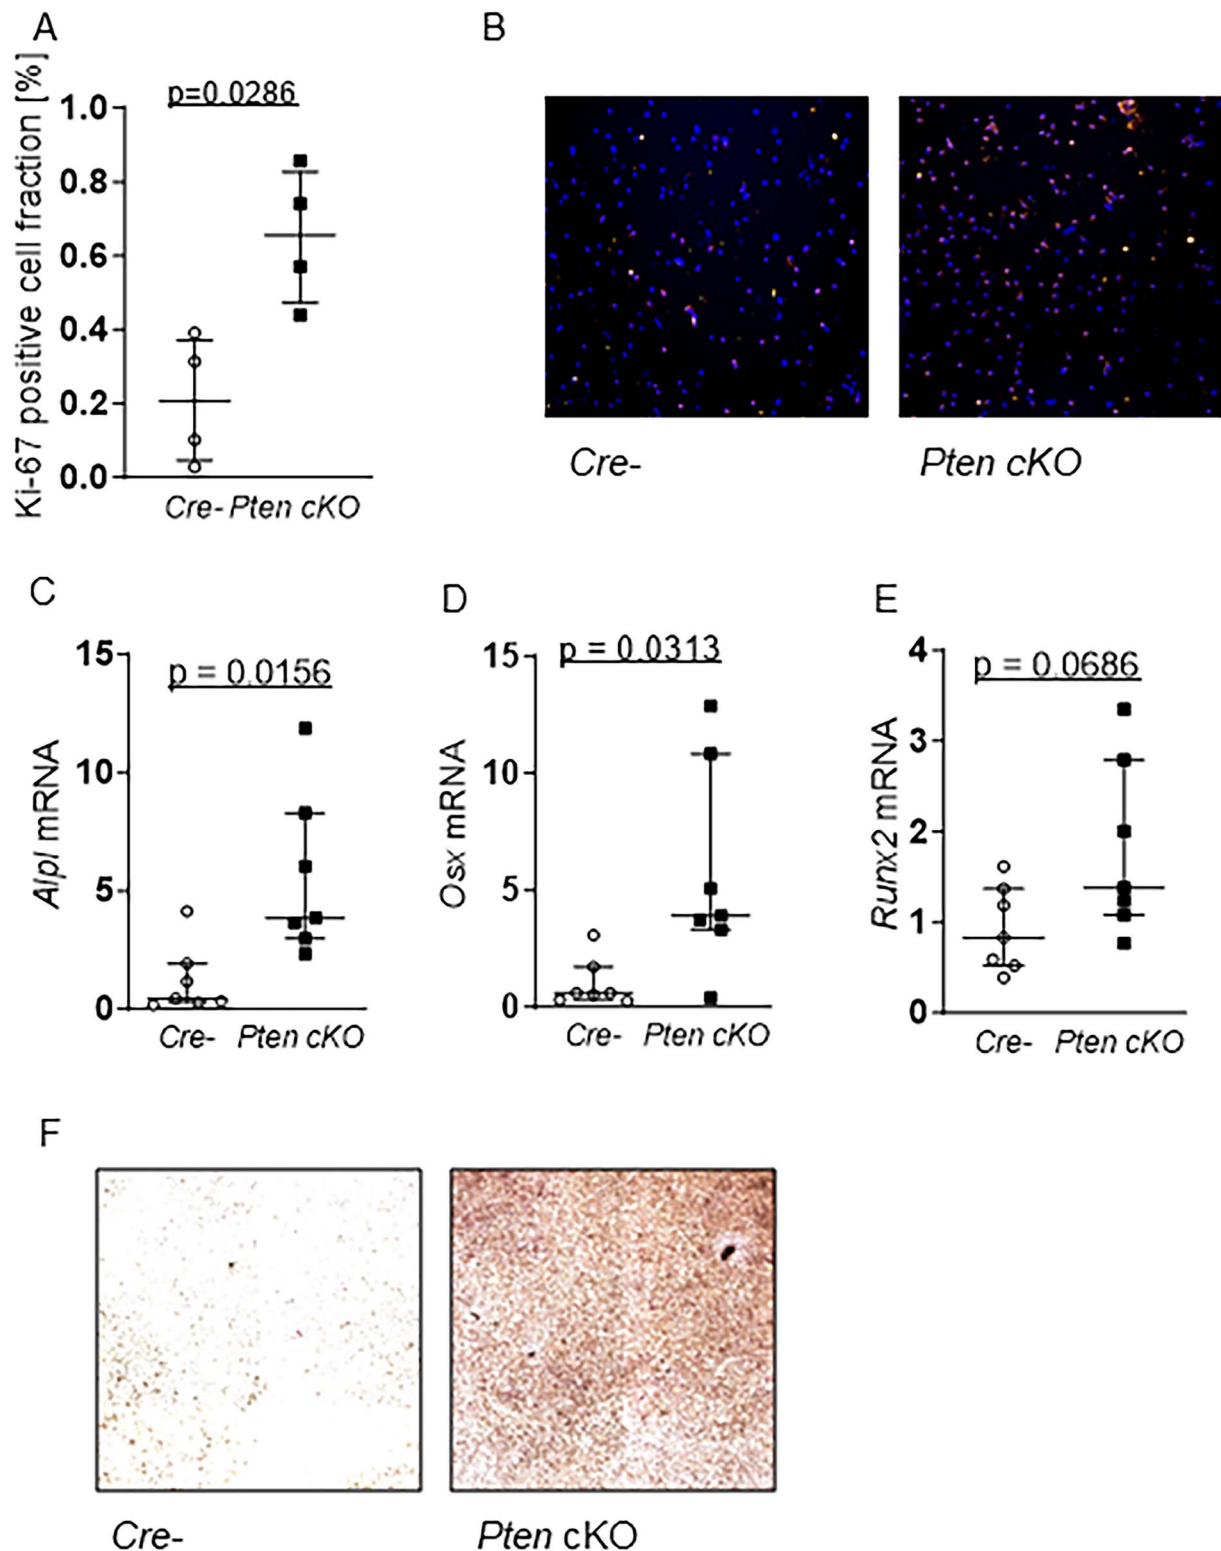 A
B
Ki-67 positive cell fraction [%]
p=0.0286
1.0
0.8
0.6
0.4
0.2
0.0
Cre- Pten cKO
Cre-
Pten cKO
C
D
E
Alpl mRNA
15
10
5
0
p = 0.0156
Cre- Pten cKO
Osx mRNA
15
10
5
0
p = 0.0313
Cre- Pten cKO
Runx2 mRNA
4
3
2
1
0
p = 0.0686
Cre- Pten cKO
F
Cre-
Pten cKO